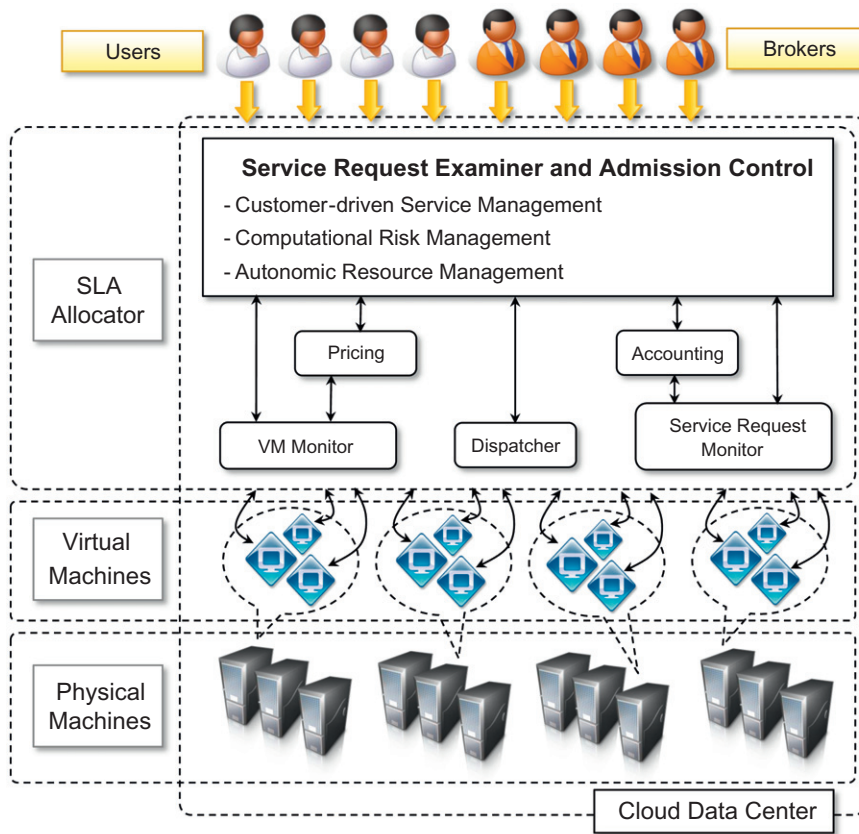 Users
Brokers
Service Request Examiner and Admission Control
- Customer-driven Service Management
- Computational Risk Management
- Autonomic Resource Management
SLA
Allocator
Pricing
Accounting
VM Monitor
Dispatcher
Service Request
Monitor
Virtual
Machines
Physical
Machines
Cloud Data Center